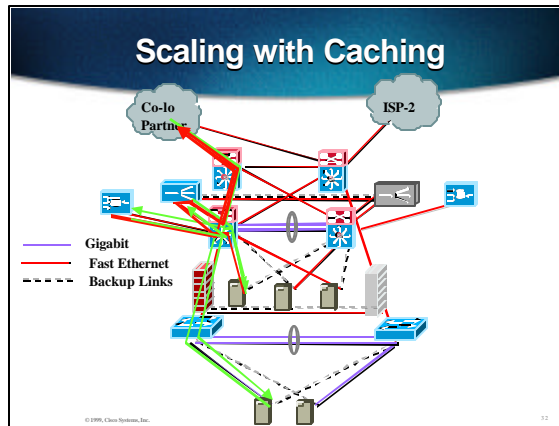 Scaling with Caching
Co-lo
Partner
ISP-2
Gigabit
Fast Ethernet
Backup Links
© 1999, Cisco Systems, Inc.